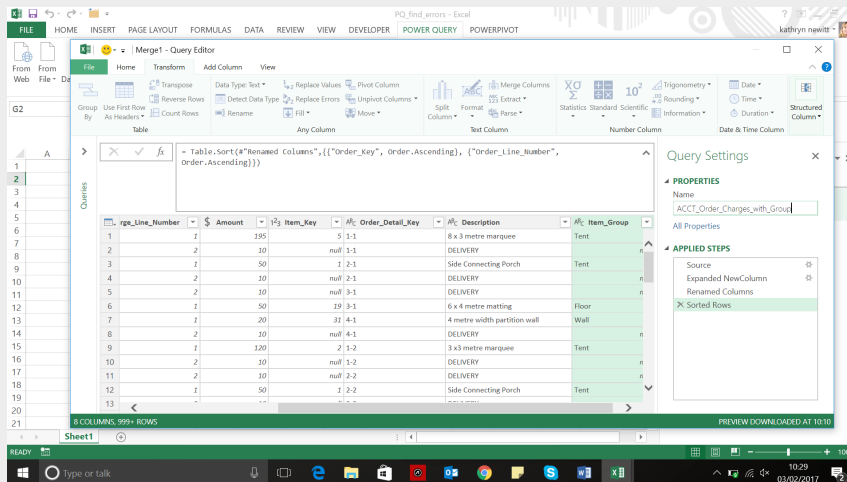 PQ_find_errors - Excel
FILE HOME INSERT PAGE LAYOUT FORMULAS DATA REVIEW VIEW DEVELOPER POWER QUERY POWERPIVOT kathryn newitt
From Web
From File
G2
Merge1 - Query Editor
File Home Transform Add Column View
Group By
Use First Row As Headers
Transpose
Reverse Rows
Count Rows
Table
Data Type: Text
Detect Data Type
Rename
Replace Values
Replace Errors
Fill
Pivot Column
Unpivot Columns
Move
Any Column
Split Column
Format
Merge Columns
Extract
Parse
Text Column
Statistics
Standard
Scientific
Trigonometry
Rounding
Information
Number Column
Date
Time
Duration
Date & Time Column
Structured Column
= Table.Sort(#"Renamed Columns",{{"Order_Key", Order.Ascending}, {"Order_Line_Number",
Order.Ascending}})
Queries
rge_Line_Number $ Amount 123 Item_Key ABC Order_Detail_Key ABC Description ABC Item_Group
1 1 195 5 1-1 8 x 3 metre marquee Tent
2 2 10 null 1-1 DELIVERY n
3 1 50 1 2-1 Side Connecting Porch Tent
4 2 10 null 2-1 DELIVERY n
5 2 10 null 3-1 DELIVERY n
6 1 50 19 3-1 6 x 4 metre matting Floor
7 1 20 31 4-1 4 metre width partition wall Wall
8 2 10 null 4-1 DELIVERY n
9 1 120 2 1-2 3 x3 metre marquee Tent
10 2 10 null 1-2 DELIVERY n
11 2 10 null 2-2 DELIVERY n
12 1 50 1 2-2 Side Connecting Porch Tent
13
8 COLUMNS, 999+ ROWS
PREVIEW DOWNLOADED AT 10:10
Query Settings
PROPERTIES
Name
ACCT_Order_Charges_with_Group
All Properties
APPLIED STEPS
Source
Expanded NewColumn
Renamed Columns
Sorted Rows
A
1
2
3
4
5
6
7
8
9
10
11
12
13
14
15
16
17
18
19
20
21
Sheet1
READY
100
Type or talk
10:29
03/02/2017
2